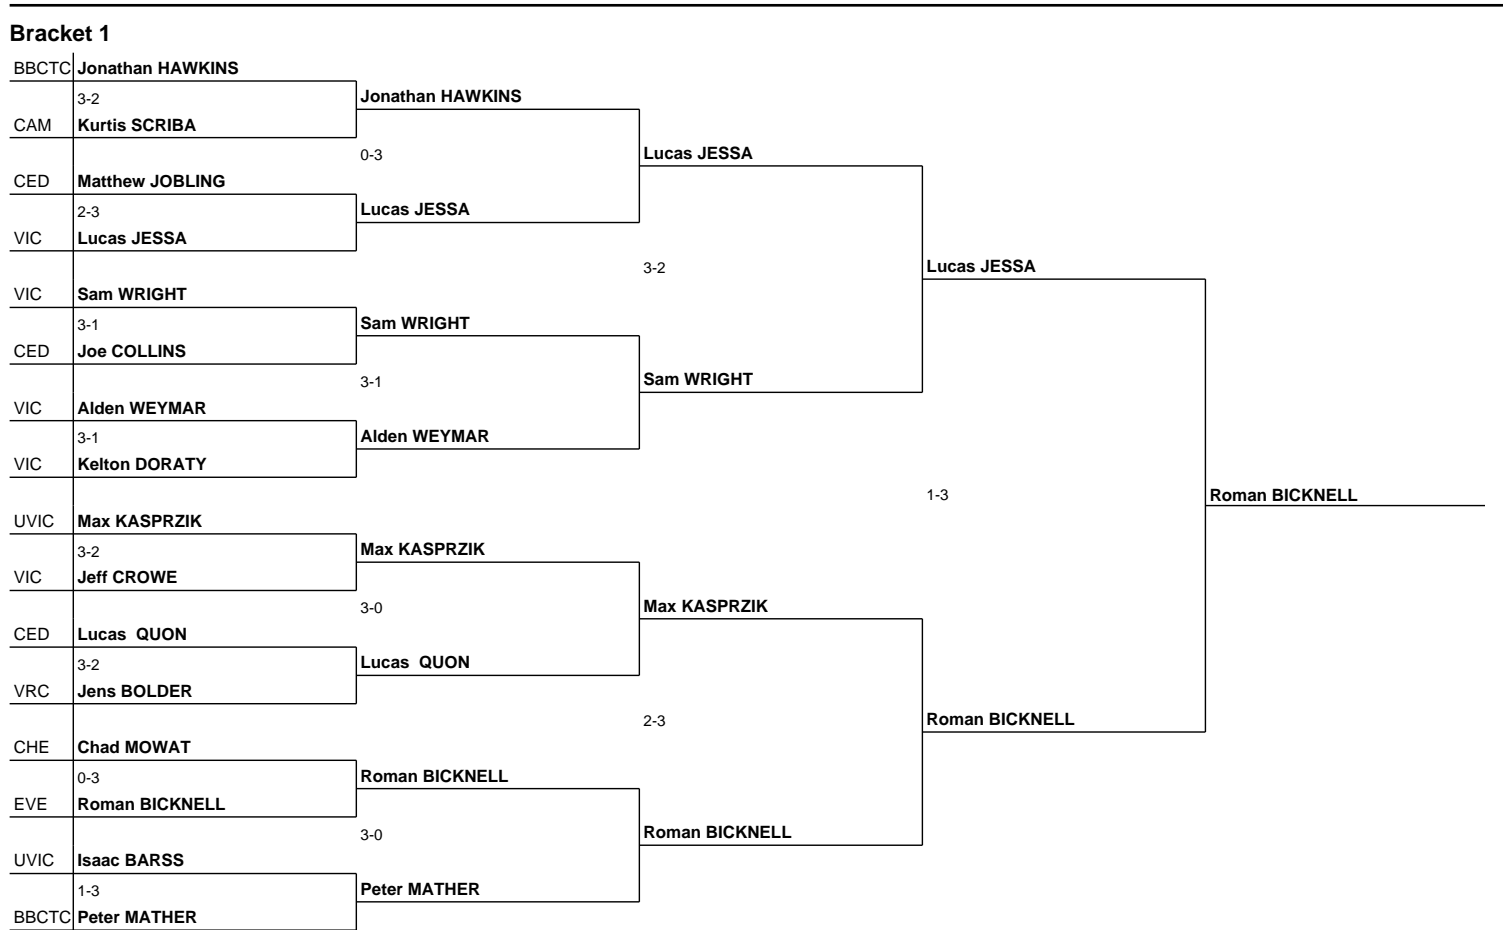 Bracket 1
BBCTC Jonathan HAWKINS
3-2 Jonathan HAWKINS
CAM Kurtis SCRIBA
0-3 Lucas JESSA
CED Matthew JOBLING
2-3 Lucas JESSA
VIC Lucas JESSA
3-2 Lucas JESSA
VIC Sam WRIGHT
3-1 Sam WRIGHT
CED Joe COLLINS
3-1 Sam WRIGHT
VIC Alden WEYMAR
3-1 Alden WEYMAR
VIC Kelton DORATY
1-3 Roman BICKNELL
UVIC Max KASPRZIK
3-2 Max KASPRZIK
VIC Jeff CROWE
3-0 Max KASPRZIK
CED Lucas QUON
3-2 Lucas QUON
VRC Jens BOLDER
2-3 Roman BICKNELL
CHE Chad MOWAT
0-3 Roman BICKNELL
EVE Roman BICKNELL
3-0 Roman BICKNELL
UVIC Isaac BARSS
1-3 Peter MATHER
BBCTC Peter MATHER